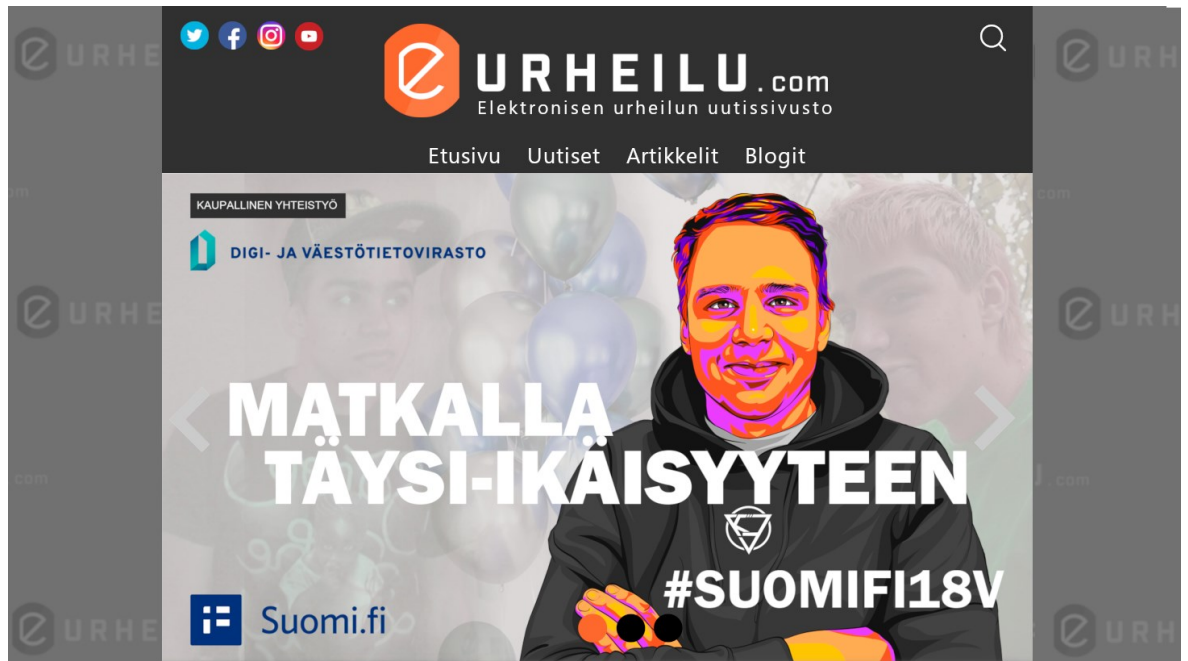 URHEILU.com
Elektronisen urheilun uutissivusto
Etusivu Uutiset Artikkelit Blogit
KAUPALLINEN YHTEISTYÖ
DIGI- JA VÄESTÖTIETOVIRASTO
MATKALLA
TÄYSI-IKÄISYYTEEN
#SUOMIFI18V
Suomi.fi